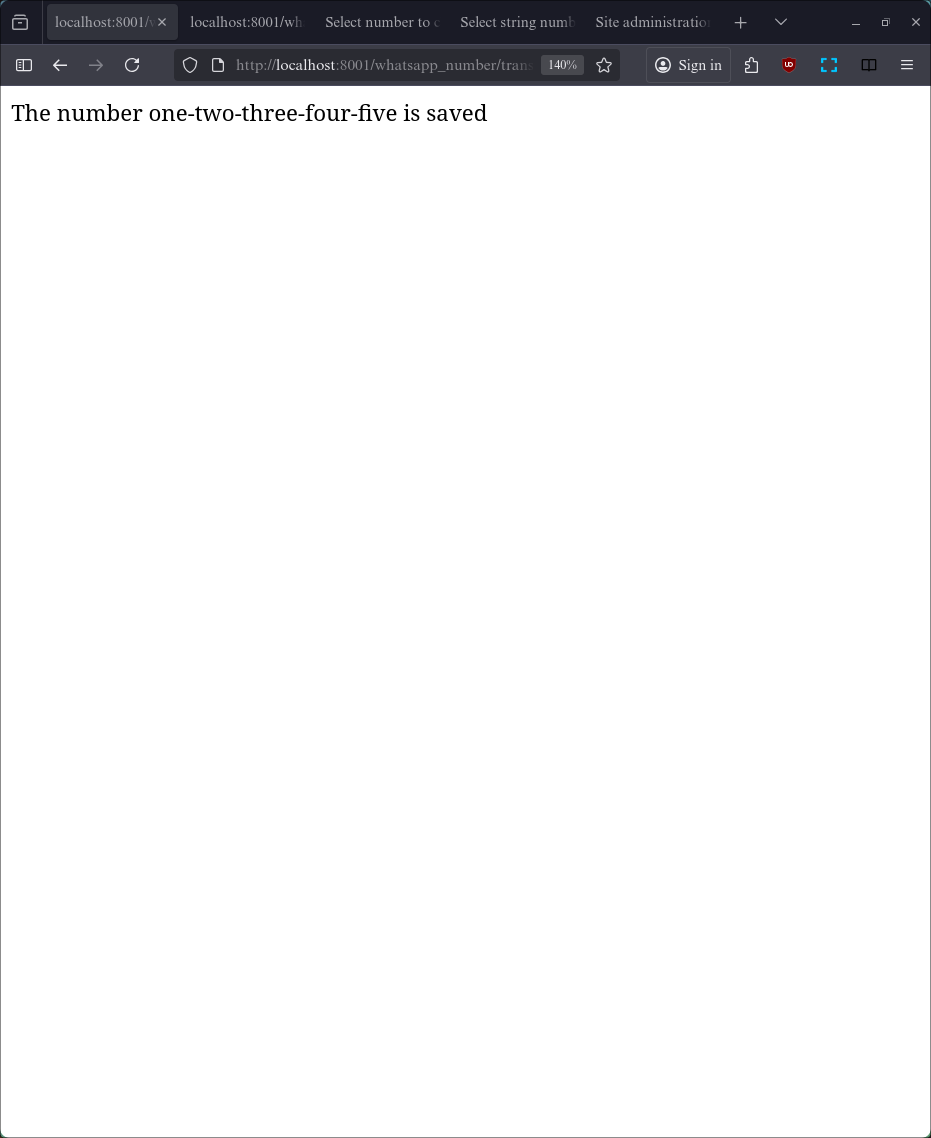 localhost:8001/w
localhost:8001/wh
Select number to c
Select string numb
Site administration
http://localhost:8001/whatsapp_number/trans
140%
Sign in
The number one-two-three-four-five is saved